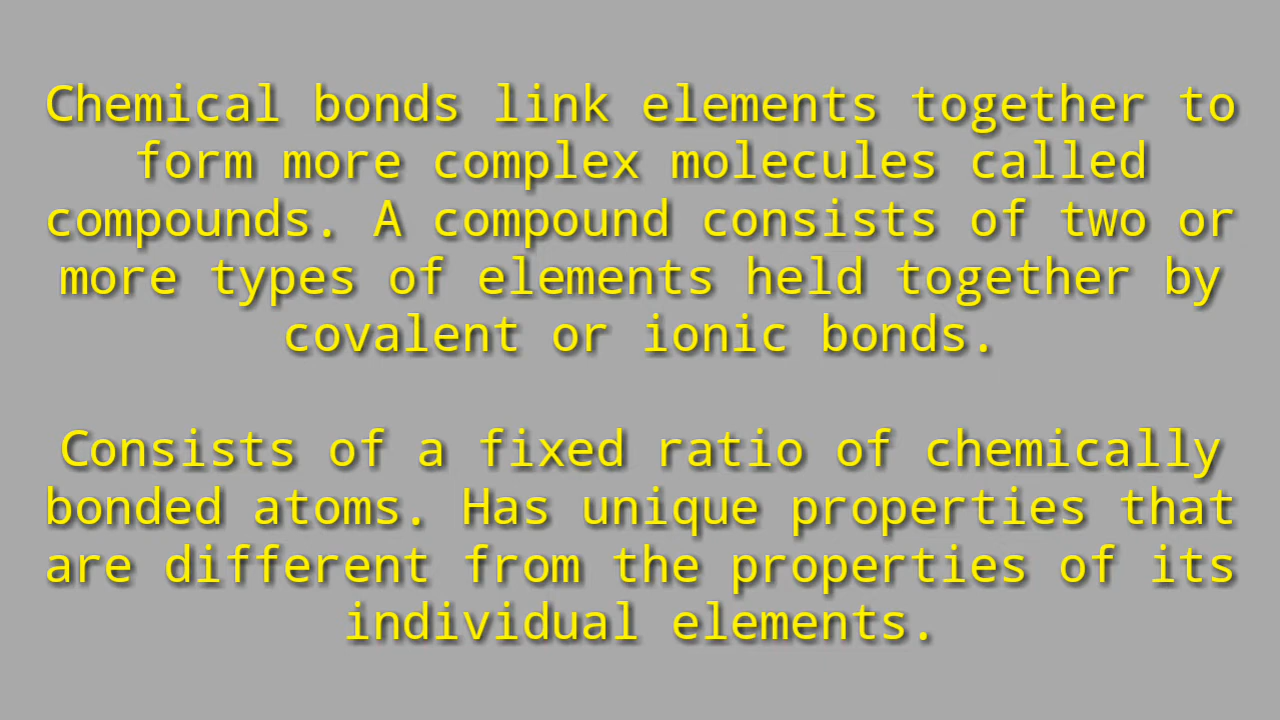 Chemical bonds link elements together to
form more complex molecules called
compounds. A compound consists of two or
more types of elements held together by
covalent or ionic bonds.
Consists of a fixed ratio of chemically
bonded atoms. Has unique properties that
are different from the properties of its
individual elements.